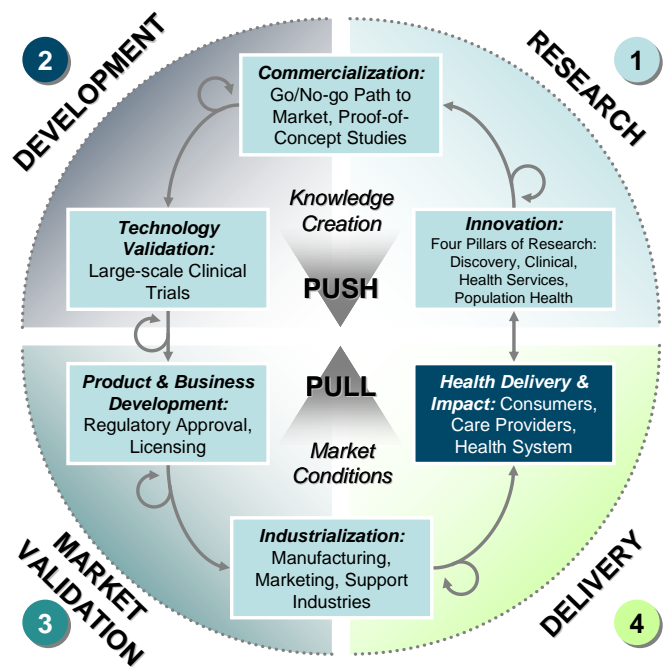 2
DEVELOPMENT
RESEARCH
1
Commercialization:
Go/No-go Path to
Market, Proof-of-
Concept Studies
Knowledge
Creation
PUSH
Technology
Validation:
Large-scale Clinical
Trials
Innovation:
Four Pillars of Research:
Discovery, Clinical,
Health Services,
Population Health
Product & Business
Development:
Regulatory Approval,
Licensing
PULL
Market
Conditions
Health Delivery &
Impact: Consumers,
Care Providers,
Health System
Industrialization:
Manufacturing,
Marketing, Support
Industries
MARKET
VALIDATION
3
DELIVERY
4